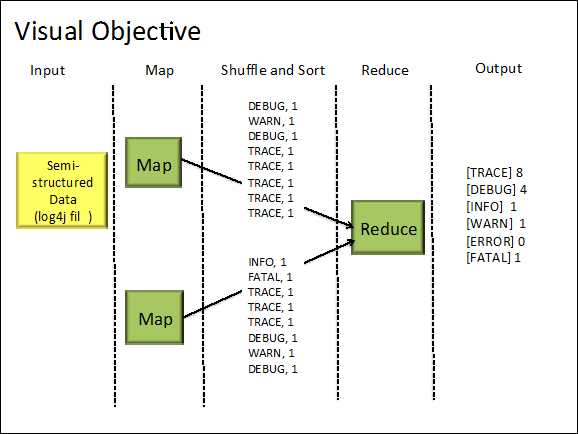 Visual Objective
Input Map Shuffle and Sort Reduce Output
Semi-
structured
Data
(log4j fil )
Map
DEBUG, 1
WARN, 1
DEBUG, 1
TRACE, 1
TRACE, 1
TRACE, 1
TRACE, 1
TRACE, 1
Map
INFO, 1
FATAL, 1
TRACE, 1
TRACE, 1
TRACE, 1
DEBUG, 1
WARN, 1
DEBUG, 1
Reduce
[TRACE] 8
[DEBUG] 4
[INFO] 1
[WARN] 1
[ERROR] 0
[FATAL] 1